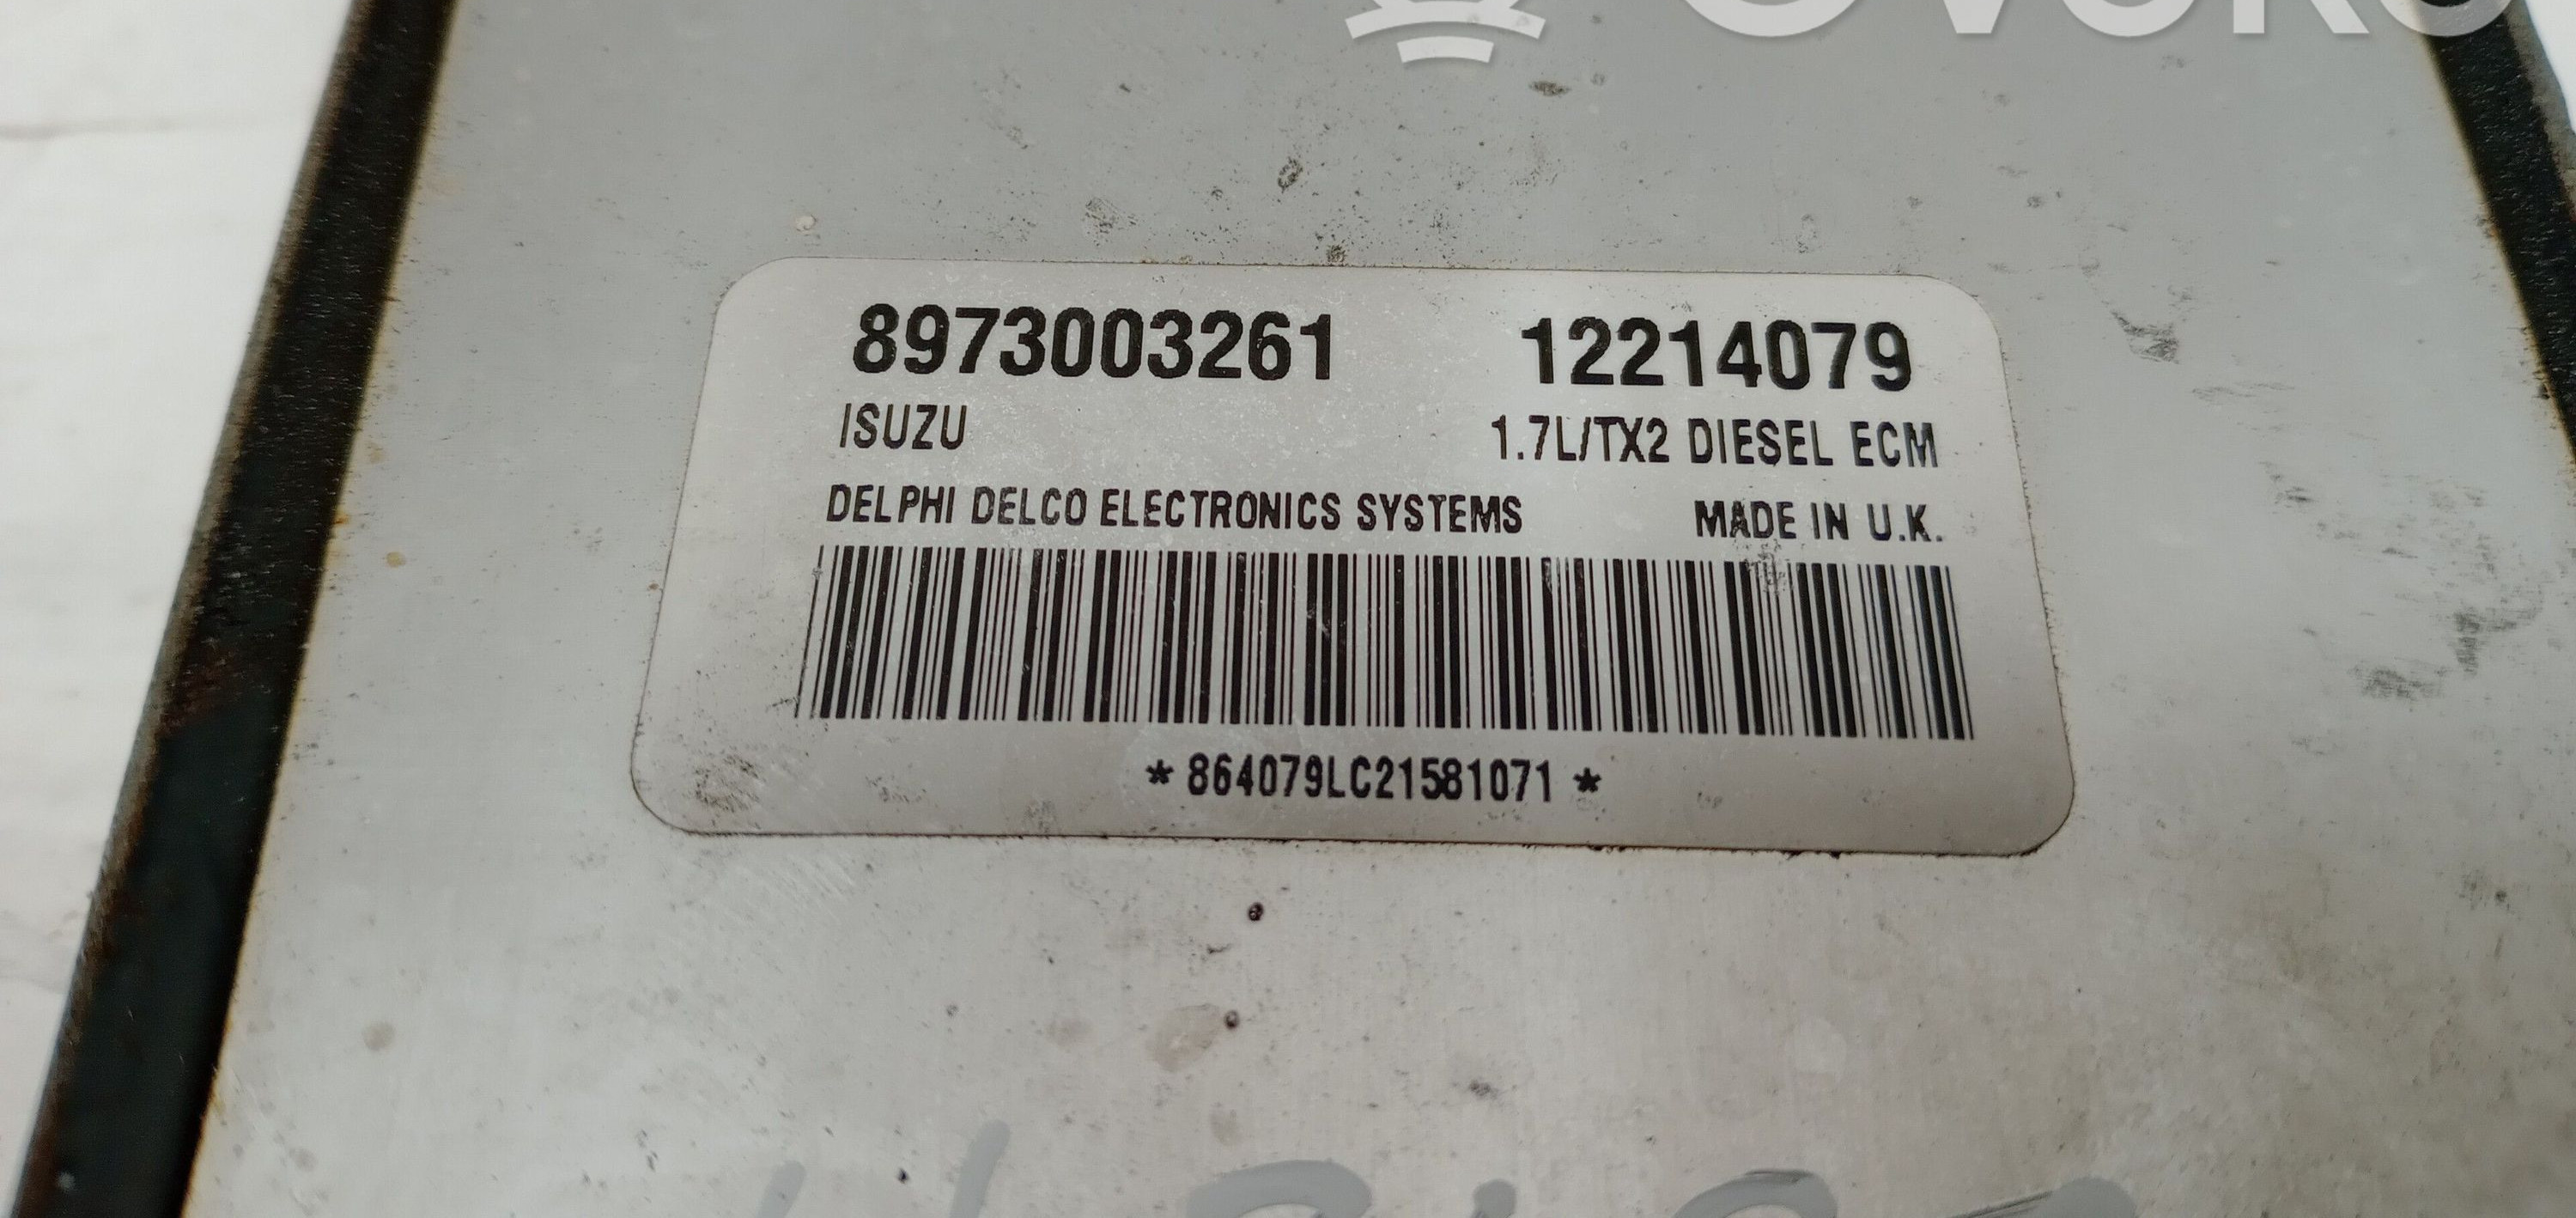 8973003261 12214079
ISUZU 1.7L/TX2 DIESEL ECM
DELPHI DELCO ELECTRONICS SYSTEMS MADE IN U.K.
* 864079LC21581071 *